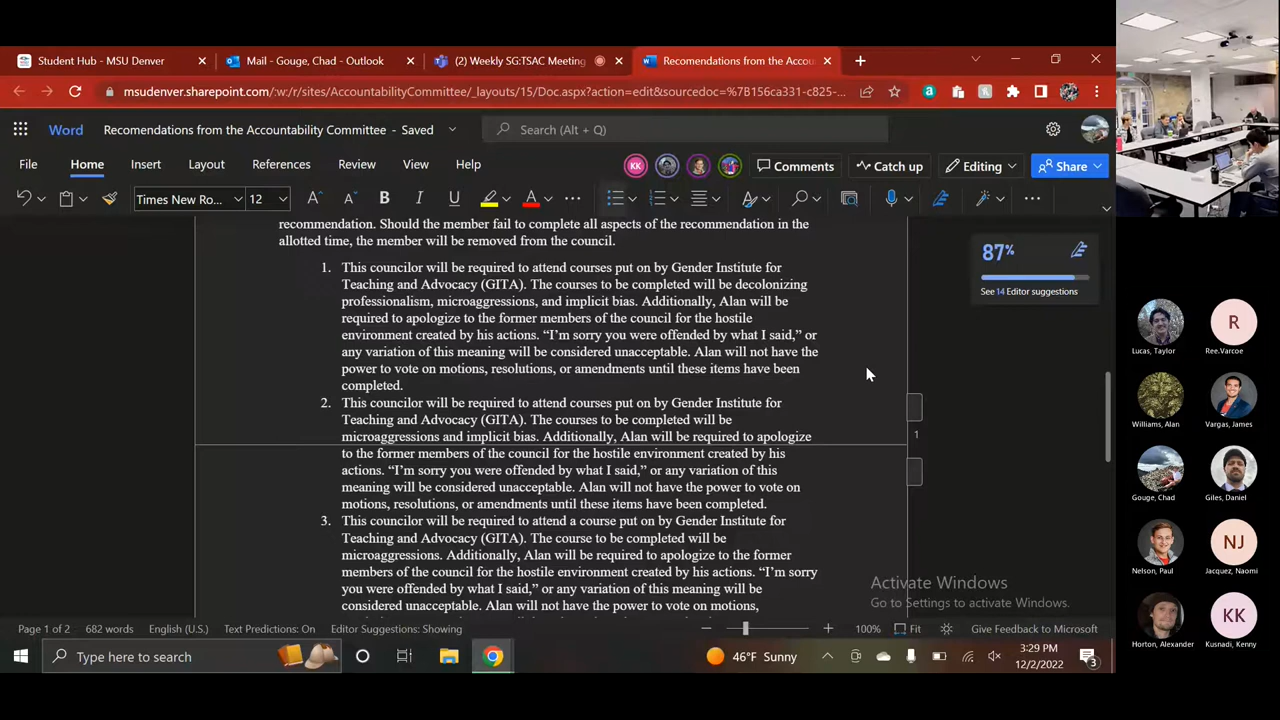 Student Hub - MSU Denver
Mail - Gouge, Chad - Outlook
(2) Weekly SG:TSAC Meeting
Recomendations from the Accou
msudenver.sharepoint.com/:w:/r/sites/AccountabilityCommittee/_layouts/15/Doc.aspx?action=edit&sourcedoc=%7B156ca331-c825-...
Word
Recomendations from the Accountability Committee - Saved
Search (Alt + Q)
File Home Insert Layout References Review View Help
KK
Comments
Catch up
Editing
Share
Times New Ro...
12
B I U A
recommendation. Should the member fail to complete all aspects of the recommendation in the
allotted time, the member will be removed from the council.
1. This councilor will be required to attend courses put on by Gender Institute for
Teaching and Advocacy (GITA). The courses to be completed will be decolonizing
professionalism, microaggressions, and implicit bias. Additionally, Alan will be
required to apologize to the former members of the council for the hostile
environment created by his actions. “I’m sorry you were offended by what I said,” or
any variation of this meaning will be considered unacceptable. Alan will not have the
power to vote on motions, resolutions, or amendments until these items have been
completed.
2. This councilor will be required to attend courses put on by Gender Institute for
Teaching and Advocacy (GITA). The courses to be completed will be
microaggressions and implicit bias. Additionally, Alan will be required to apologize
to the former members of the council for the hostile environment created by his
actions. “I’m sorry you were offended by what I said,” or any variation of this
meaning will be considered unacceptable. Alan will not have the power to vote on
motions, resolutions, or amendments until these items have been completed.
3. This councilor will be required to attend a course put on by Gender Institute for
Teaching and Advocacy (GITA). The course to be completed will be
microaggressions. Additionally, Alan will be required to apologize to the former
members of the council for the hostile environment created by his actions. “I’m sorry
you were offended by what I said,” or any variation of this meaning will be
considered unacceptable. Alan will not have the power to vote on motions,
87%
See 14 Editor suggestions
1
Activate Windows
Go to Settings to activate Windows.
Page 1 of 2
682 words
English (U.S.)
Text Predictions: On
Editor Suggestions: Showing
100%
Fit
Give Feedback to Microsoft
Type here to search
46°F Sunny
3:29 PM
12/2/2022
3
Lucas, Taylor
R
Ree.Varcoe
Williams, Alan
Vargas, James
Gouge, Chad
Giles, Daniel
Nelson, Paul
NJ
Jacquez, Naomi
Horton, Alexander
KK
Kusnadi, Kenny